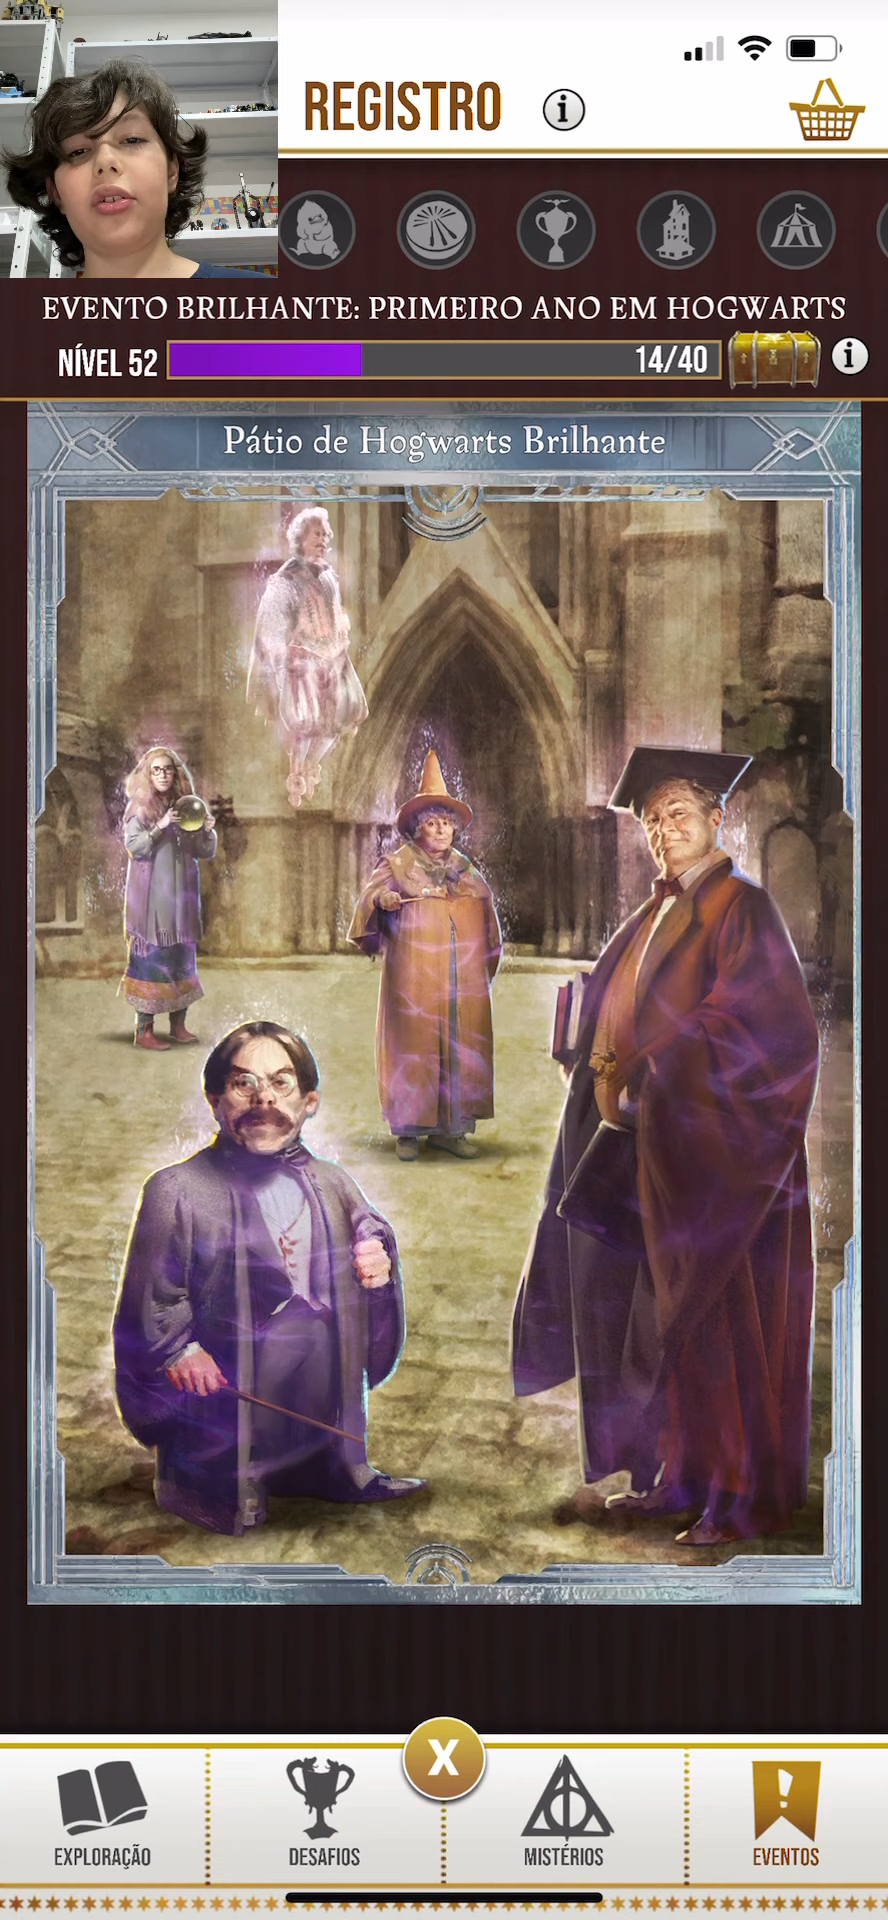 REGISTRO
EVENTO BRILHANTE: PRIMEIRO ANO EM HOGWARTS
NÍVEL 52 14/40
Pátio de Hogwarts Brilhante
X
EXPLORAÇÃO DESAFIOS MISTÉRIOS EVENTOS